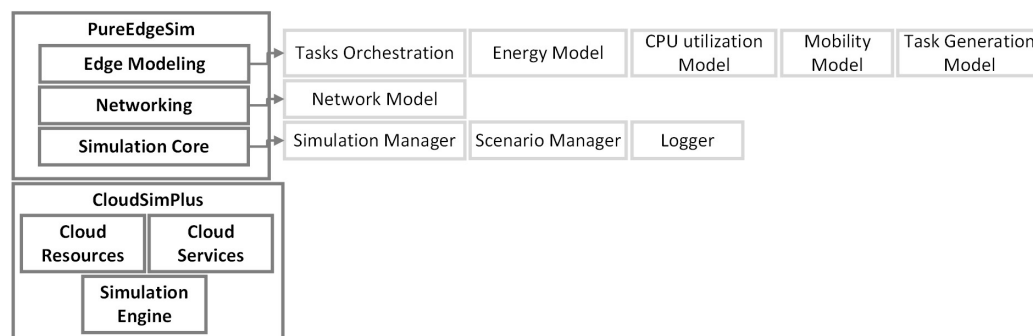 PureEdgeSim
Edge Modeling
Tasks Orchestration
Energy Model
CPU utilization
Model
Mobility
Model
Task Generation
Model
Networking
Network Model
Simulation Core
Simulation Manager
Scenario Manager
Logger
CloudSimPlus
Cloud
Resources
Cloud
Services
Simulation
Engine